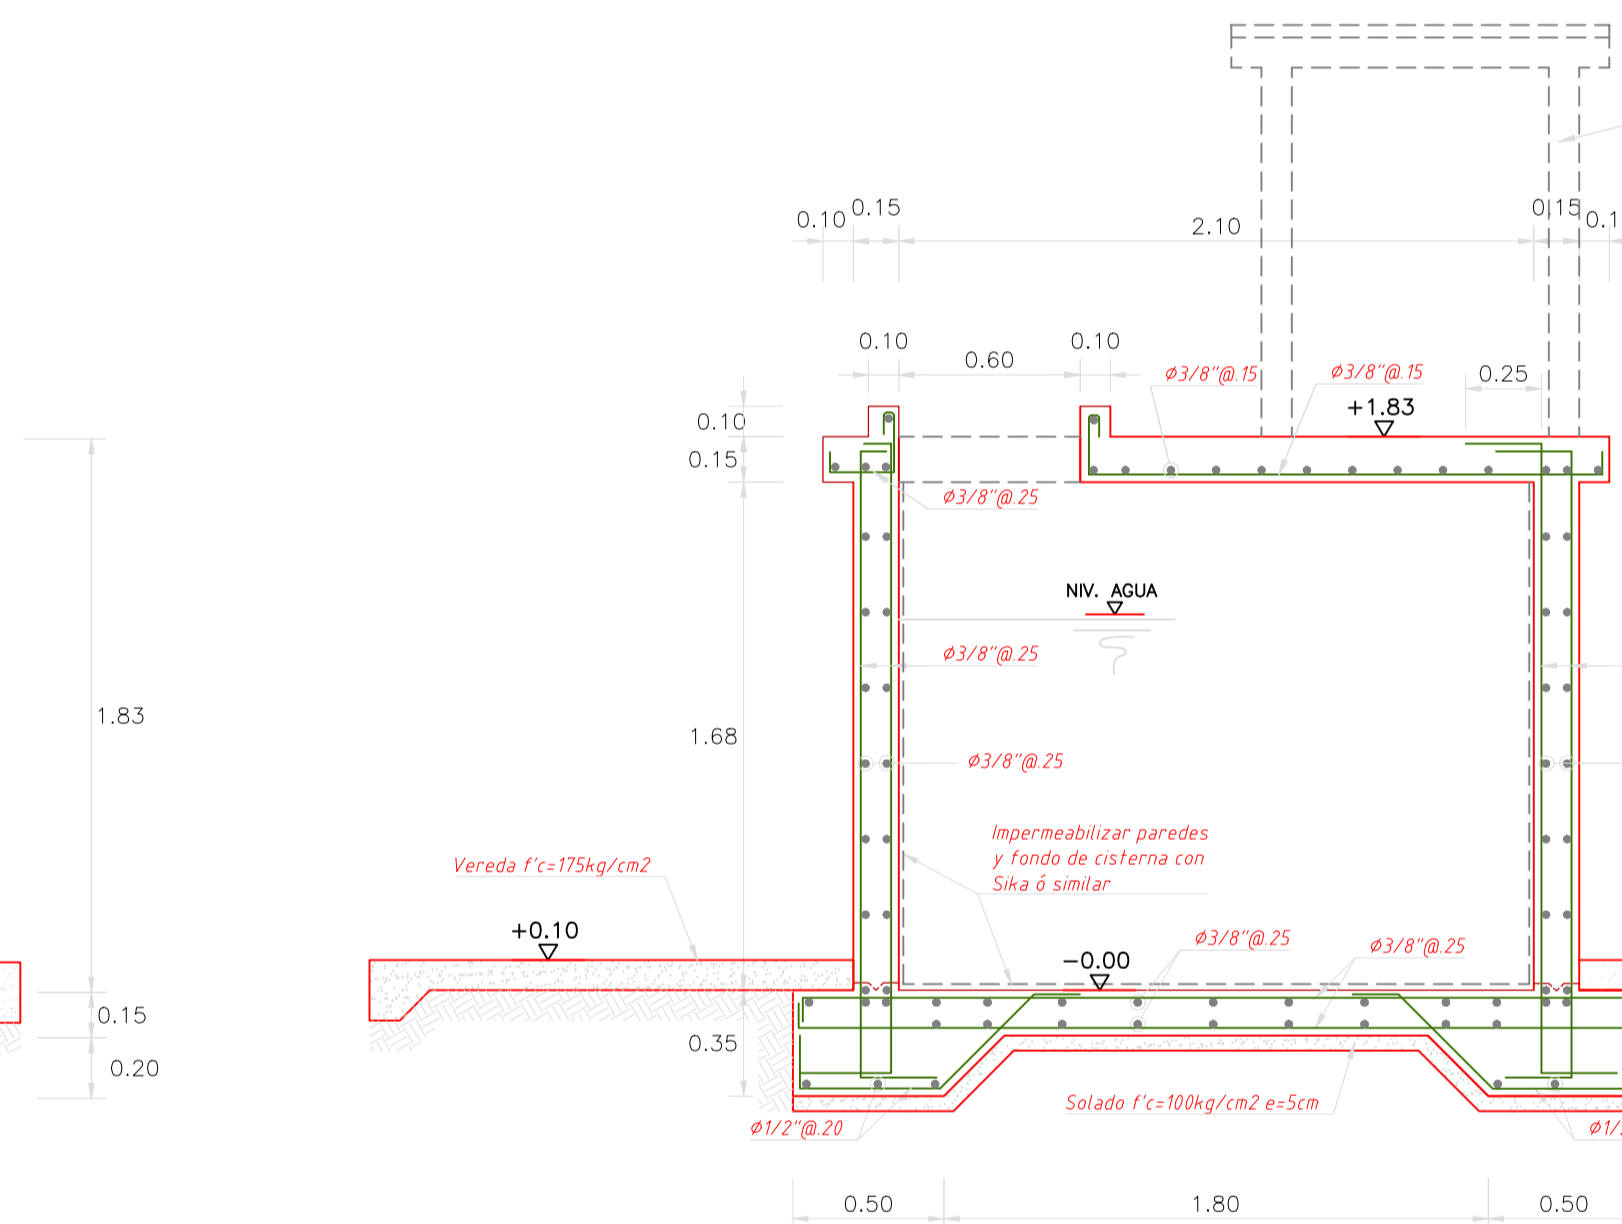 0.10
0.15
2.10
0.15
0.1
0.10
0.60
0.10
Ø3/8"@.15
Ø3/8"@.15
0.25
+1.83
0.10
0.15
Ø3/8"@.25
NIV. AGUA
Ø3/8"@.25
1.83
1.68
Ø3/8"@.25
Impermeabilizar paredes
y fondo de cisterna con
Sika ó similar
Vereda f'c=175kg/cm2
+0.10
Ø3/8"@.25
Ø3/8"@.25
-0.00
0.15
0.35
0.20
Solado f'c=100kg/cm2 e=5cm
Ø1/2"@.20
Ø1/
0.50
1.80
0.50